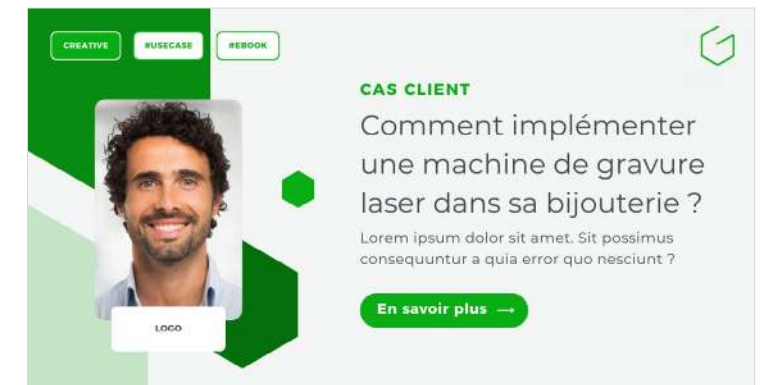 CREATIVE
#USECASE
#EBOOK
CAS CLIENT
Comment implémenter
une machine de gravure
laser dans sa bijouterie ?
Lorem ipsum dolor sit amet. Sit possimus
consequuntur a quia error quo nesciunt ?
En savoir plus →
LOGO